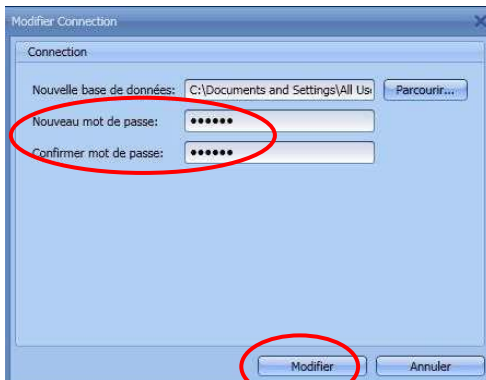 Modifier Connection
Connection
Nouvelle base de données: C:\Documents and Settings\All Us Parcourir...
Nouveau mot de passe: ••••••
Confirmer mot de passe: ••••••
Modifier Annuler